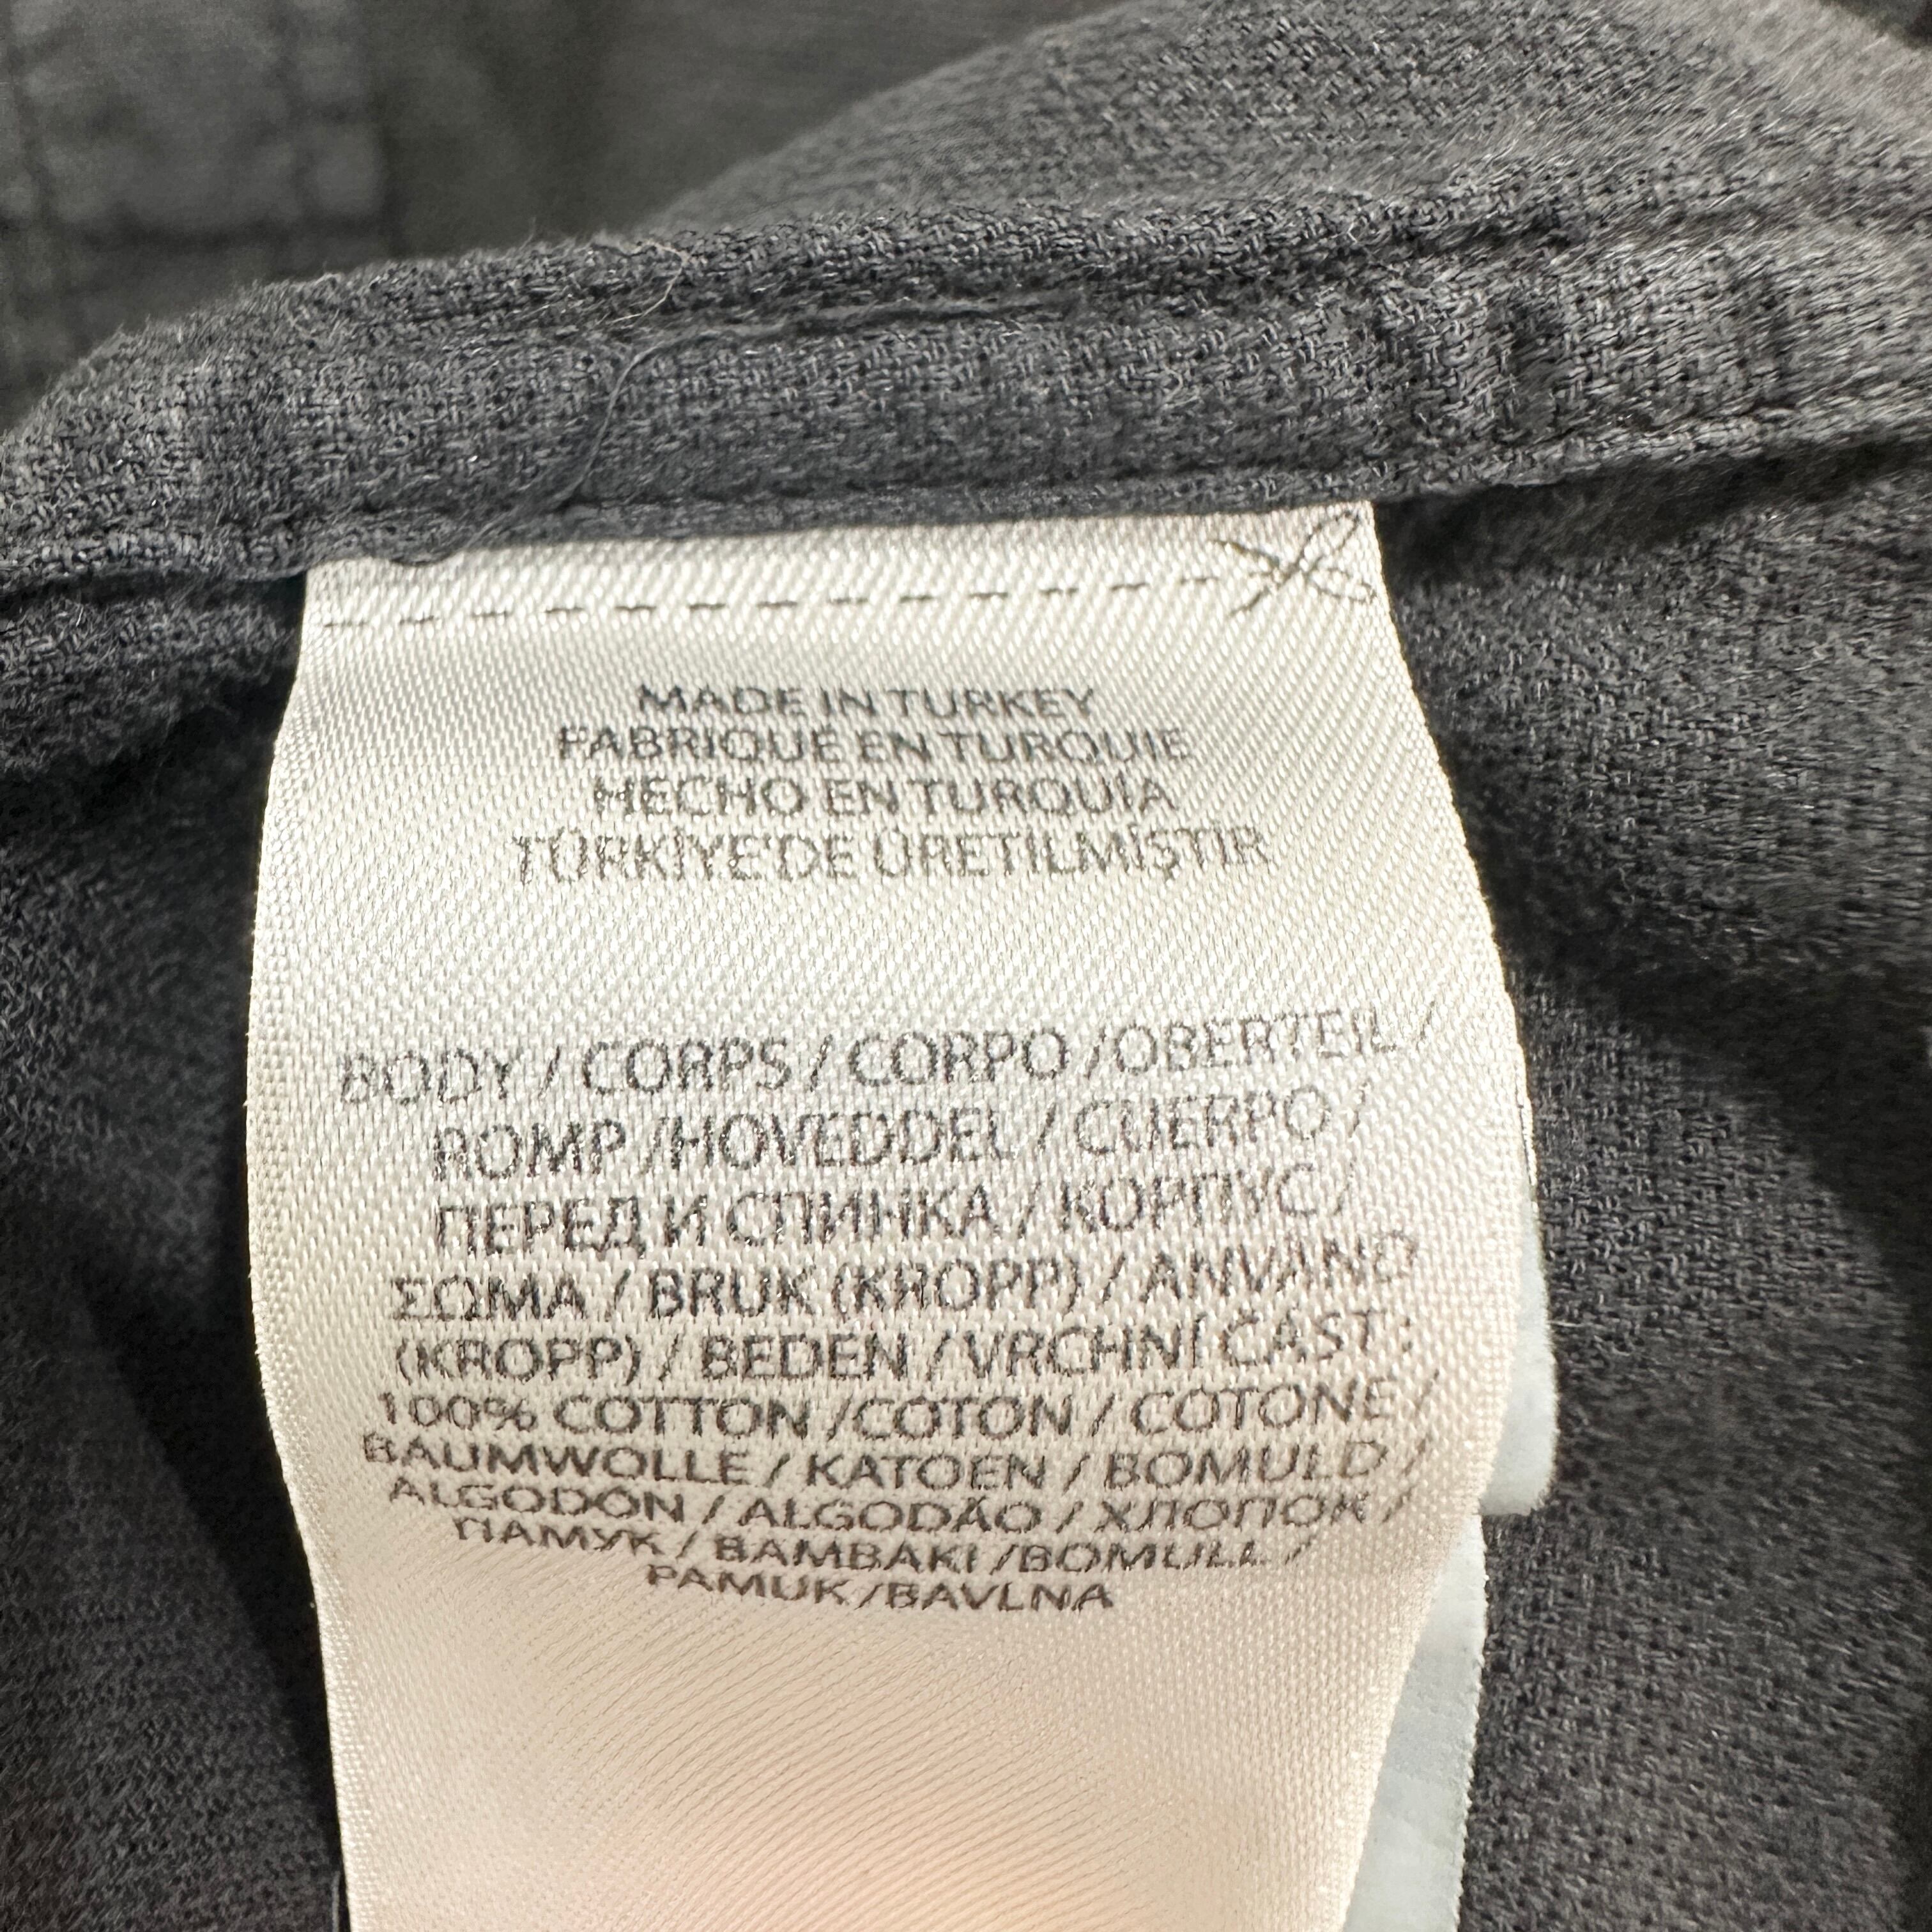 MADE IN TURKEY
FABRIQUÉ EN TURQUIE
HECHO EN TURQUÍA
TÜRKİYE'DE ÜRETİLMİŞTİR
BODY / CORPS / CORPO /OBERTEIL /
ROMP /HOVEDDEL / CUERPO /
ПЕРЕД И СПИНКА / КОРПУС /
ΣΩΜΑ / BRUK (KROPP) / ANVÄND
(KROPP) / BEDEN / VRCHNÍ ČÁST :
100% COTTON /COTON / COTONE /
BAUMWOLLE / KATOEN / BOMULD /
ALGODÓN / ALGODÃO / ХЛОПОК /
ПАМУК / BAMBAKI /BOMULL /
PAMUK /BAVLNA